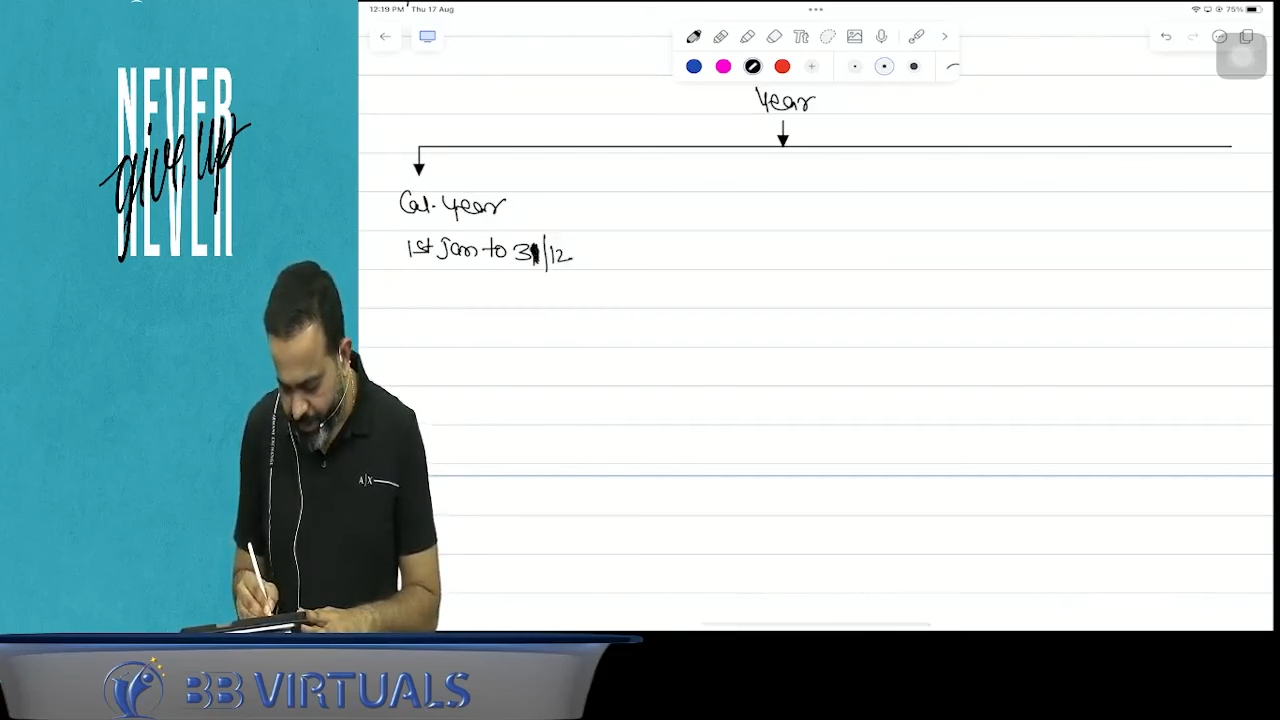 12:19 PM Thu 17 Aug
75%
NEVER
give up
NEVER
Year
Cal. Year
1st Jan to 31/12
A|X
BB VIRTUALS